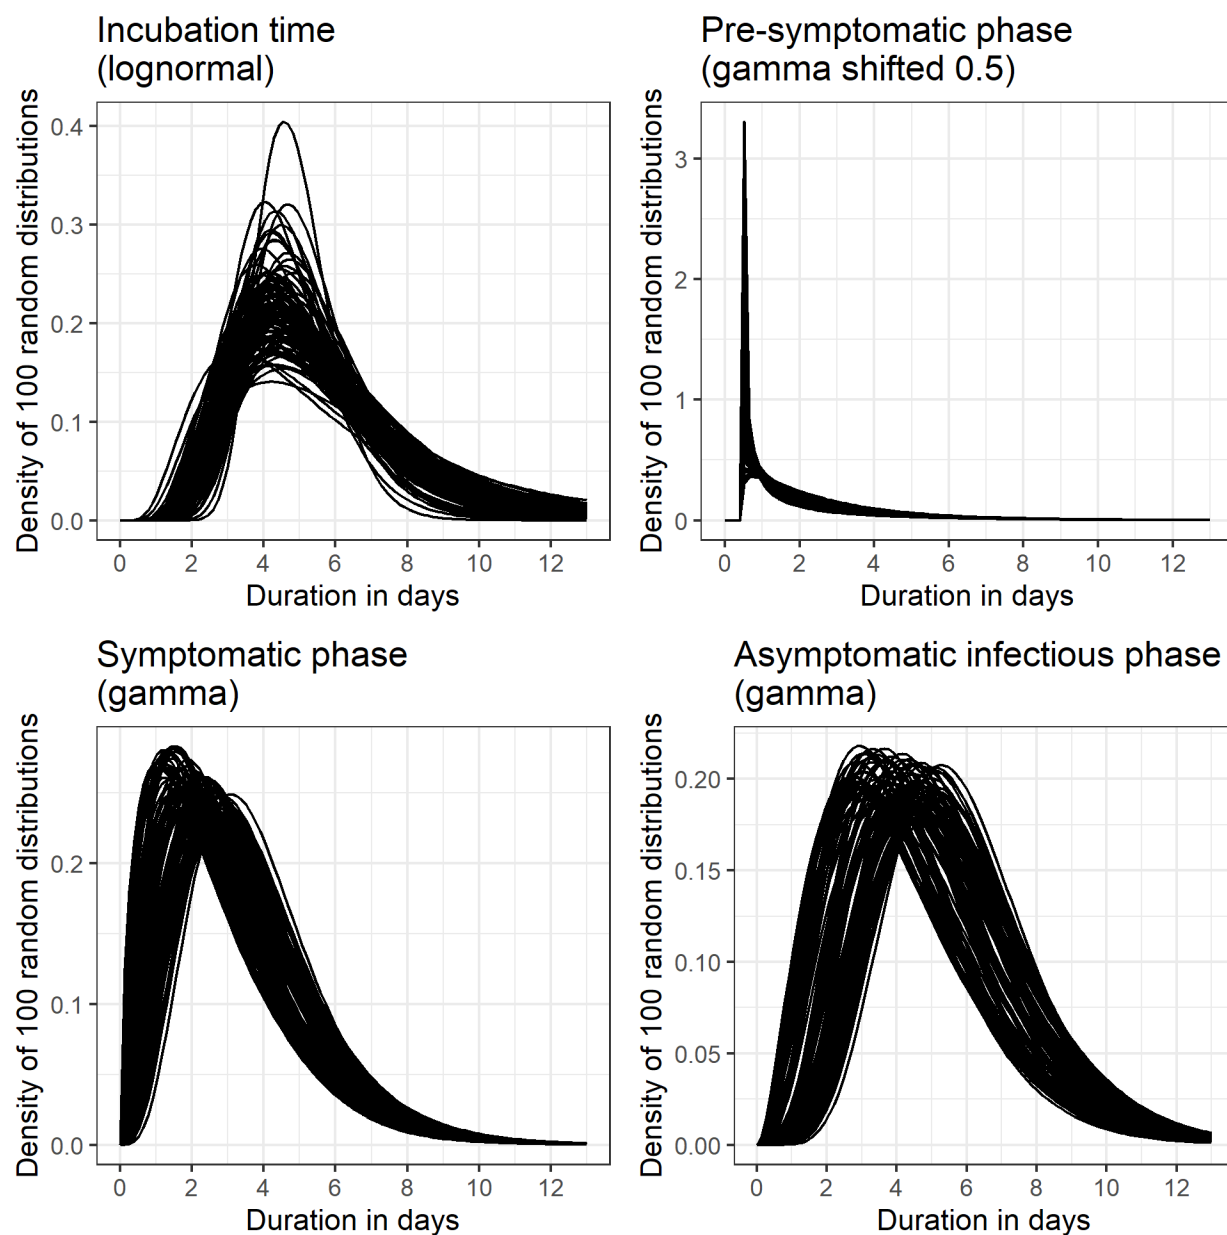 Incubation time
(lognormal)
Density of 100 random distributions
0.4
0.3
0.2
0.1
0.0
0 2 4 6 8 10 12
Duration in days
Pre-symptomatic phase
(gamma shifted 0.5)
Density of 100 random distributions
3
2
1
0
0 2 4 6 8 10 12
Duration in days
Symptomatic phase
(gamma)
Density of 100 random distributions
0.2
0.1
0.0
0 2 4 6 8 10 12
Duration in days
Asymptomatic infectious phase
(gamma)
Density of 100 random distributions
0.20
0.15
0.10
0.05
0.00
0 2 4 6 8 10 12
Duration in days